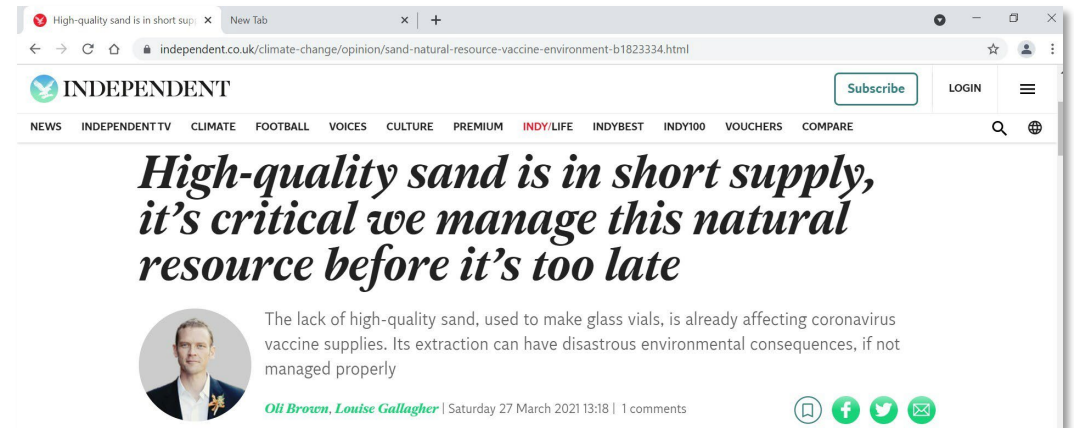 High-quality sand is in short sup
New Tab
independent.co.uk/climate-change/opinion/sand-natural-resource-vaccine-environment-b1823334.html
INDEPENDENT
Subscribe
LOGIN
NEWS INDEPENDENT TV CLIMATE FOOTBALL VOICES CULTURE PREMIUM INDY/LIFE INDYBEST INDY100 VOUCHERS COMPARE
High-quality sand is in short supply,
it's critical we manage this natural
resource before it's too late
The lack of high-quality sand, used to make glass vials, is already affecting coronavirus
vaccine supplies. Its extraction can have disastrous environmental consequences, if not
managed properly
Oli Brown, Louise Gallagher | Saturday 27 March 2021 13:18 | 1 comments